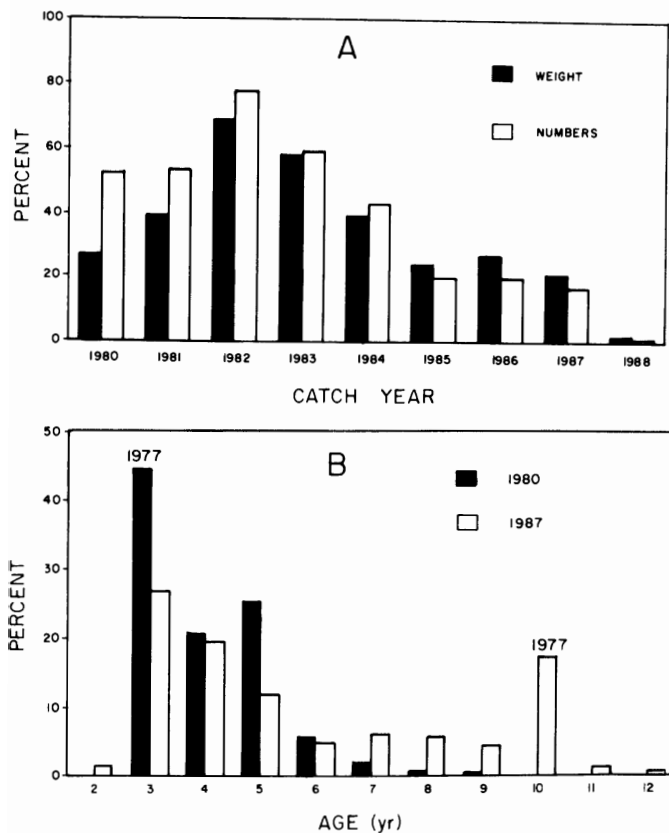 100
A
WEIGHT
80
NUMBERS
60
PERCENT
40
20
0
1980 1981 1982 1983 1984 1985 1986 1987 1988
CATCH YEAR
50
1977
B
1980
40
1987
30
PERCENT
20
1977
10
0
2 3 4 5 6 7 8 9 10 11 12
AGE (yr)